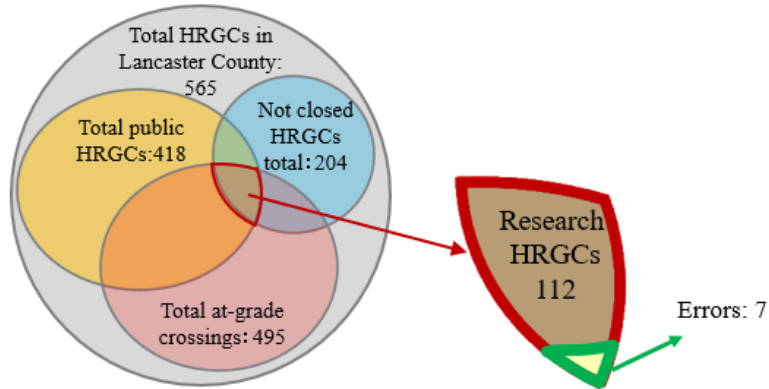 Total HRGCs in
Lancaster County:
565
Total public
HRGCs:418
Not closed
HRGCs
total:204
Total at-grade
crossings:495
Research
HRGCs
112
Errors: 7